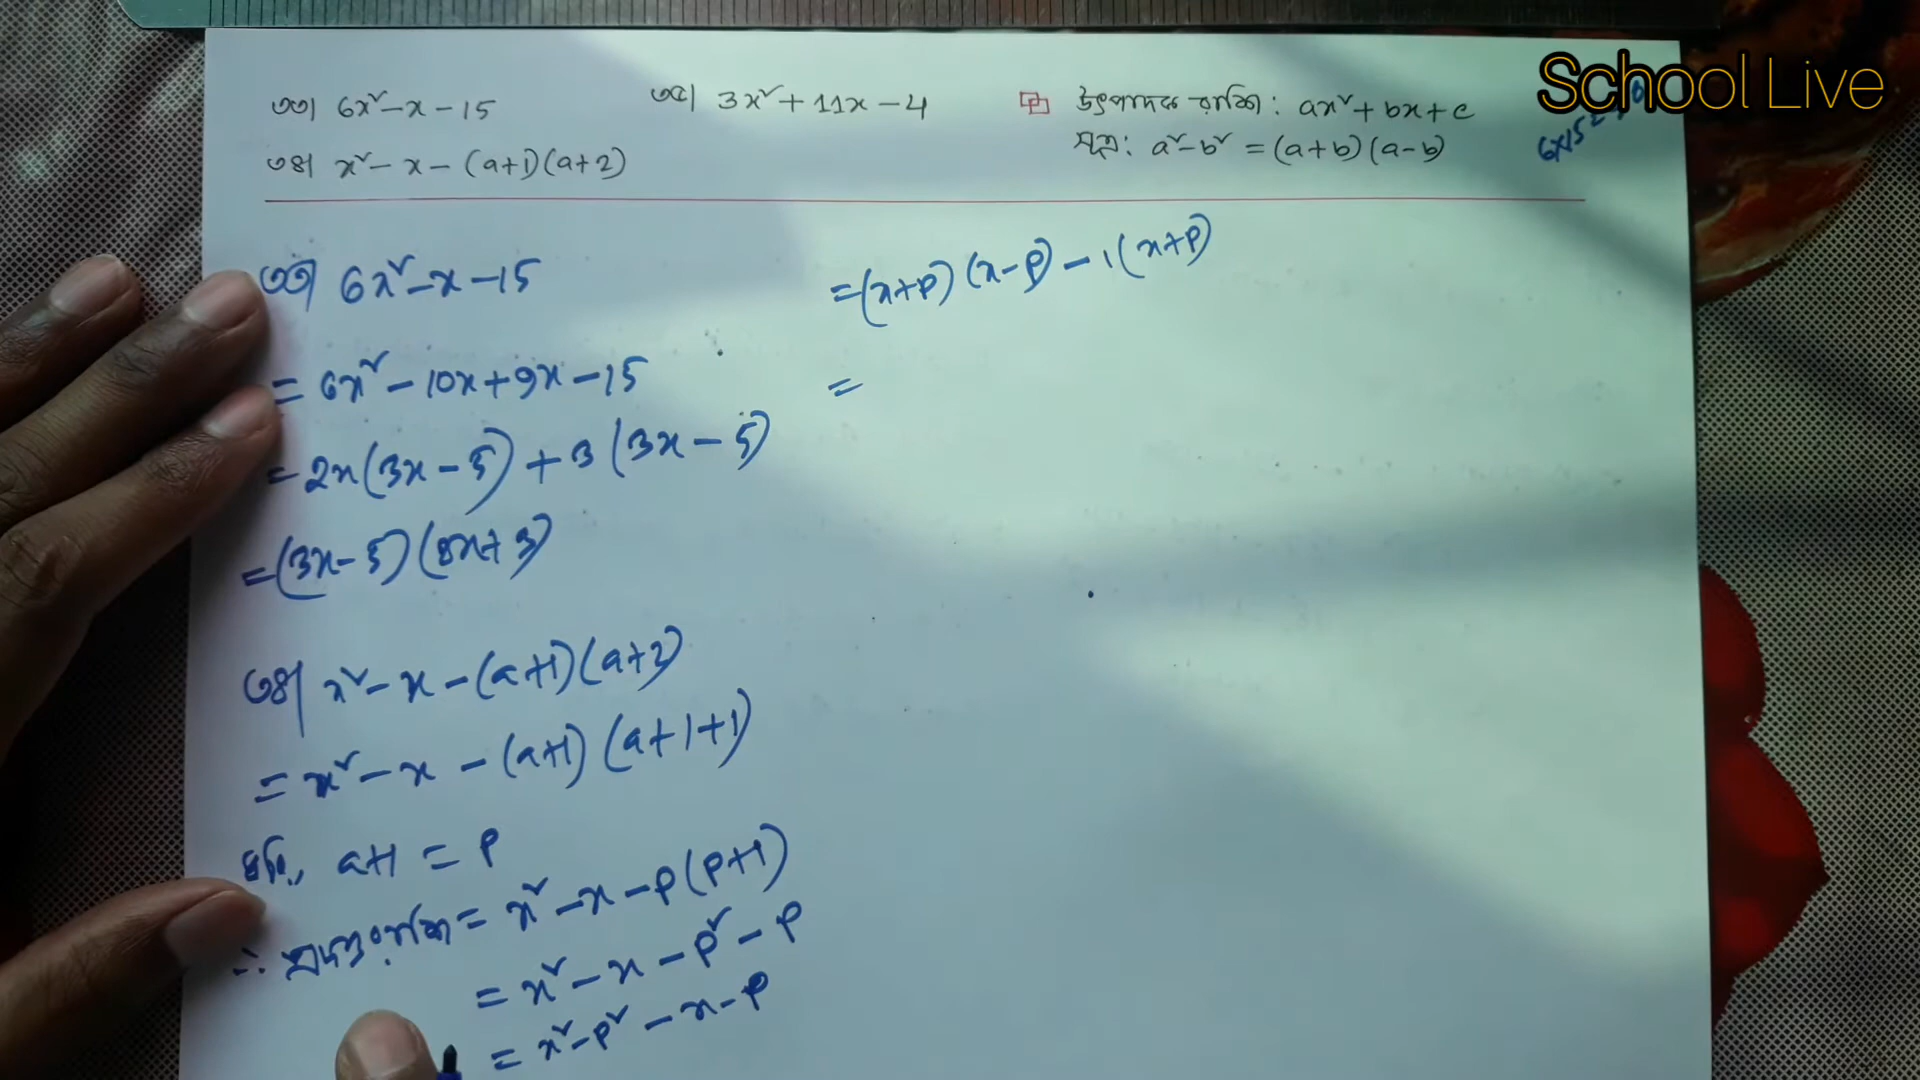 School Live
৩৩| 6x² - x - 15
৩৪| x² - x - (a+1)(a+2)
৩৫| 3x² + 11x - 4
উৎপাদক রাশি: ax² + bx + c
সূত্র: a² - b² = (a+b)(a-b)
6×15=
৩৩| 6x² - x - 15
= 6x² - 10x + 9x - 15
= 2x(3x - 5) + 3(3x - 5)
= (3x - 5)(2x + 3)
৩৪| x² - x - (a+1)(a+2)
= x² - x - (a+1)(a+1+1)
ধরি, a+1 = p
∴ প্রদত্ত রাশি = x² - x - p(p+1)
= x² - x - p² - p
= x² - p² - x - p
= (x+p)(x-p) - 1(x+p)
=